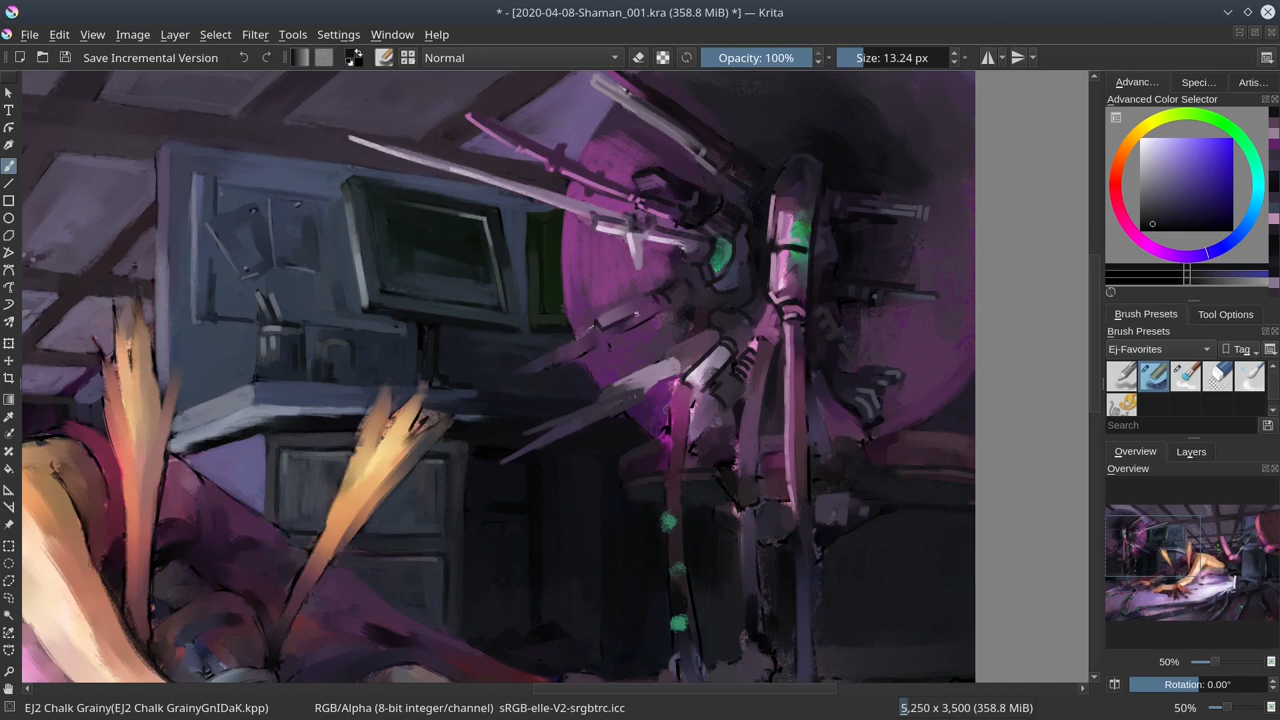 * - [2020-04-08-Shaman_001.kra (358.8 MiB) *] — Krita
File Edit View Image Layer Select Filter Tools Settings Window Help
Save Incremental Version Normal Opacity: 100% Size: 13.24 px
Advanc... Speci... Artis...
Advanced Color Selector
Brush Presets Tool Options
Brush Presets
Ej-Favorites Tag
Search
Overview Layers
Overview
50%
Rotation: 0.00°
EJ2 Chalk Grainy(EJ2 Chalk GrainyGnIDaK.kpp) RGB/Alpha (8-bit integer/channel) sRGB-elle-V2-srgbtrc.icc 5,250 x 3,500 (358.8 MiB) 50%